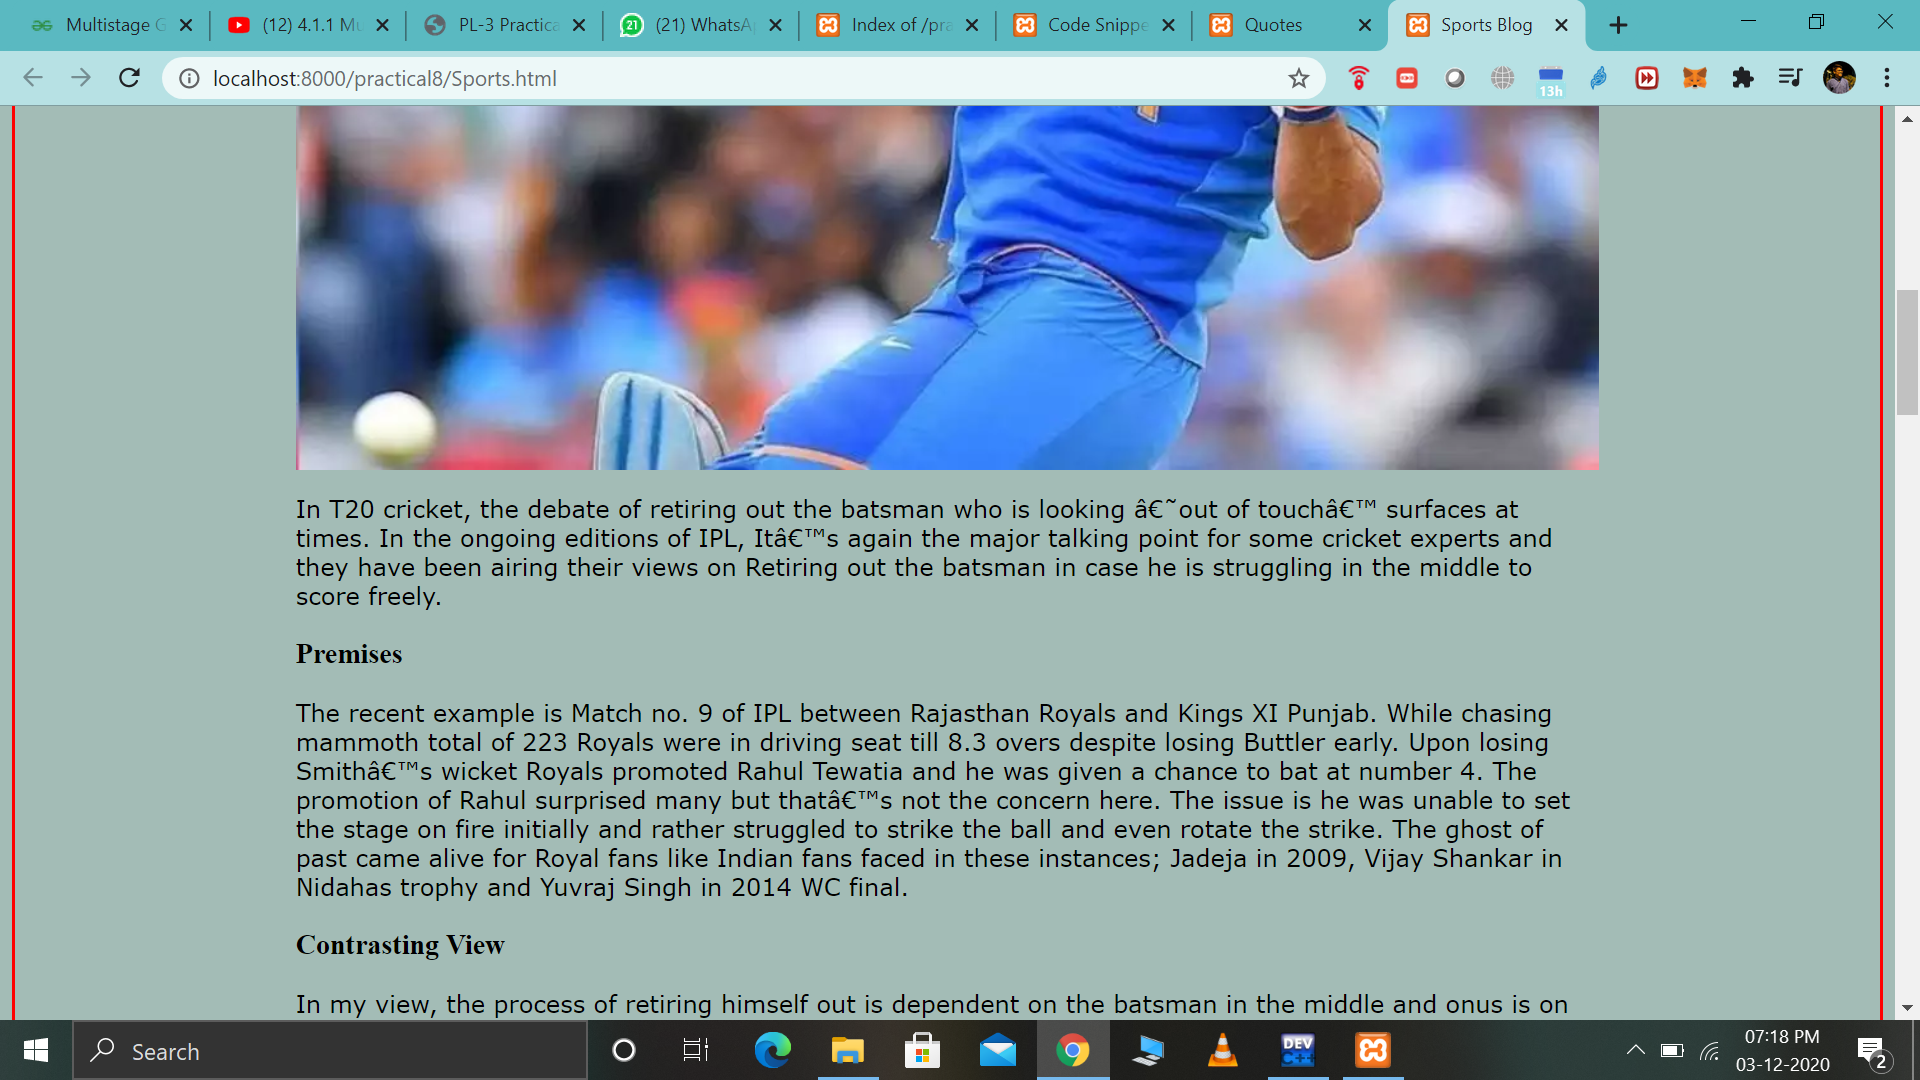 Multistage G
(12) 4.1.1 Mu
PL-3 Practica
21
(21) WhatsAp
Index of /pra
Code Snippe
Quotes
Sports Blog
localhost:8000/practical8/Sports.html
13h
In T20 cricket, the debate of retiring out the batsman who is looking â€˜out of touchâ€™ surfaces at
times. In the ongoing editions of IPL, Itâ€™s again the major talking point for some cricket experts and
they have been airing their views on Retiring out the batsman in case he is struggling in the middle to
score freely.
Premises
The recent example is Match no. 9 of IPL between Rajasthan Royals and Kings XI Punjab. While chasing
mammoth total of 223 Royals were in driving seat till 8.3 overs despite losing Buttler early. Upon losing
Smithâ€™s wicket Royals promoted Rahul Tewatia and he was given a chance to bat at number 4. The
promotion of Rahul surprised many but thatâ€™s not the concern here. The issue is he was unable to set
the stage on fire initially and rather struggled to strike the ball and even rotate the strike. The ghost of
past came alive for Royal fans like Indian fans faced in these instances; Jadeja in 2009, Vijay Shankar in
Nidahas trophy and Yuvraj Singh in 2014 WC final.
Contrasting View
In my view, the process of retiring himself out is dependent on the batsman in the middle and onus is on
Search
DEV
C++
07:18 PM
03-12-2020
2